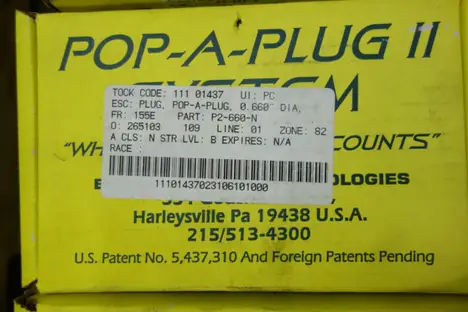 POP-A-PLUG II
SYSTEM
TOCK CODE: 111 01437 UI: PC
ESC: PLUG, POP-A-PLUG, 0.660" DIA,
FR: 155E PART: P2-660-N
O: 265103 109 LINE: 01 ZONE: 82
A CLS: N STR LVL: B EXPIRES: N/A
RACE :
11101437023106101000
"WH COUNTS"
E OLOGIES
Harleysville Pa 19438 U.S.A.
215/513-4300
U.S. Patent No. 5,437,310 And Foreign Patents Pending